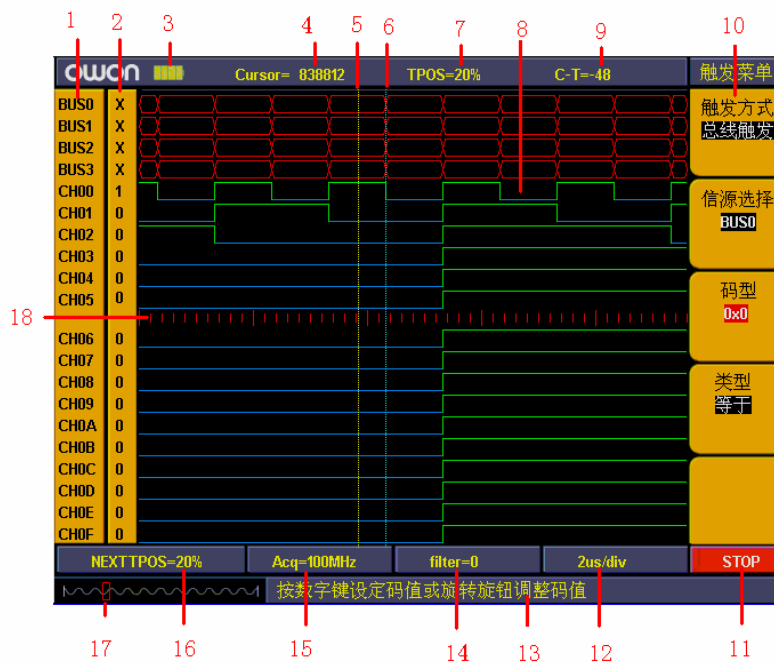 1 2 3 4 5 6 7 8 9 10
OWON Cursor= 838812 TPOS=20% C-T=-48 触发菜单
BUS0 X
BUS1 X
BUS2 X
BUS3 X
CH00 1
CH01 0
CH02 0
CH03 0
CH04 0
CH05 0
18
CH06 0
CH07 0
CH08 0
CH09 0
CH0A 0
CH0B 0
CH0C 0
CH0D 0
CH0E 0
CH0F 0
触发方式
总线触发
信源选择
BUS0
码型
0x0
类型
等于
NEXTTPOS=20% Acq=100MHz filter=0 2us/div STOP
按数字键设定码值或旋转旋钮调整码值
17 16 15 14 13 12 11